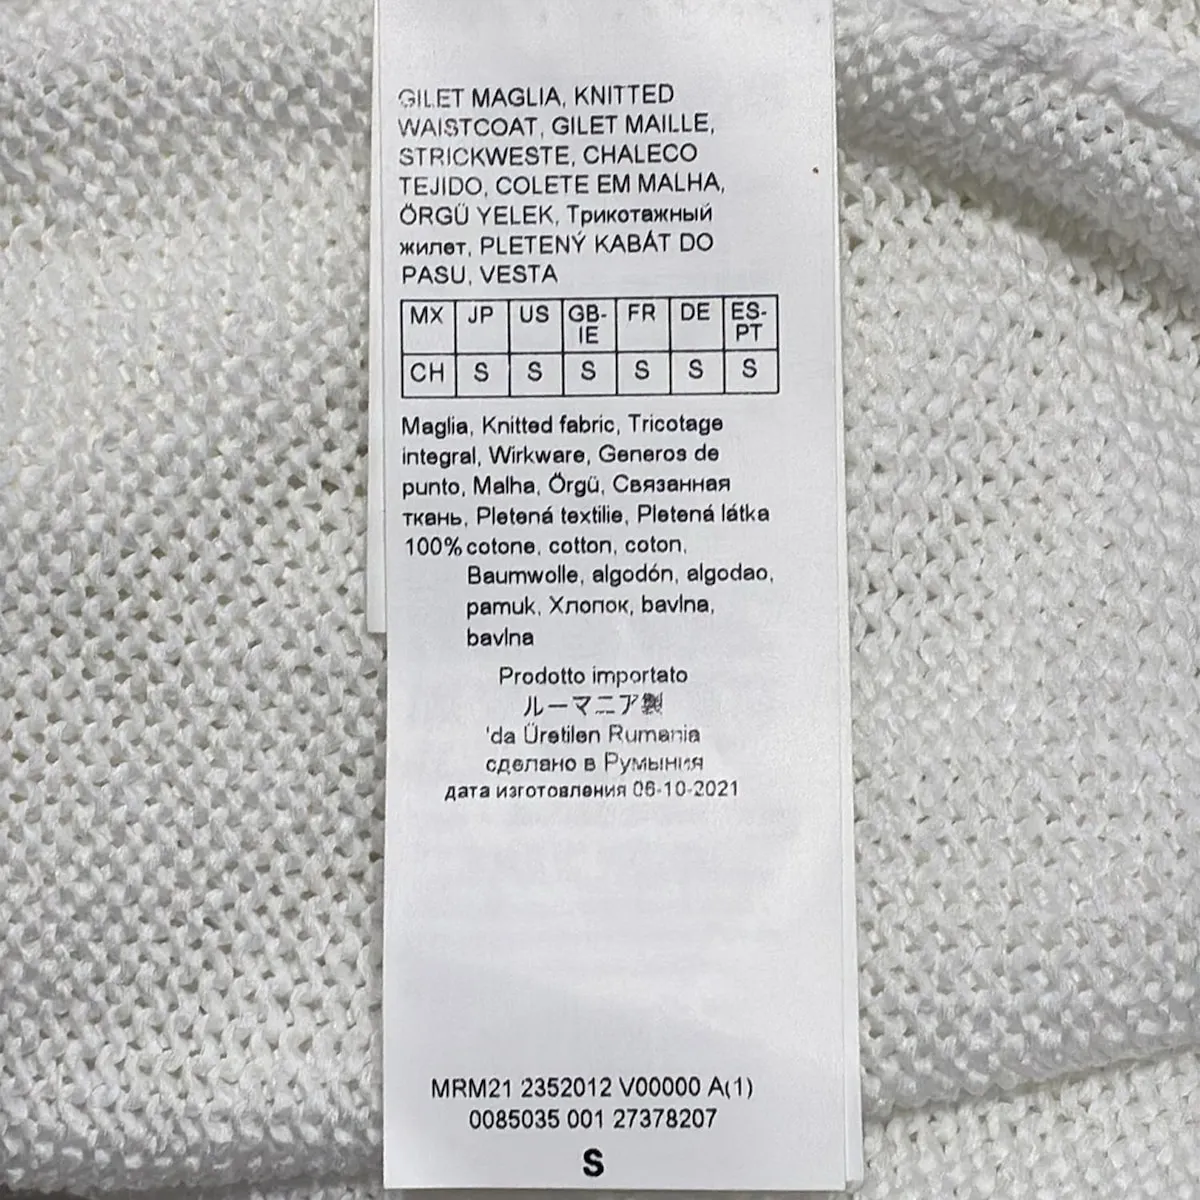 GILET MAGLIA, KNITTED
WAISTCOAT, GILET MAILLE,
STRICKWESTE, CHALECO
TEJIDO, COLETE EM MALHA,
ÖRGÜ YELEK, Трикотажный
жилет, PLETENÝ KABÁT DO
PASU, VESTA
MX JP US GB-IE FR DE ES-PT
CH S S S S S S
Maglia, Knitted fabric, Tricotage
integral, Wirkware, Generos de
punto, Malha, Örgü, Связанная
ткань, Pletená textilie, Pletená látka
100% cotone, cotton, coton,
Baumwolle, algodón, algodao,
pamuk, Хлопок, bavlna,
bavlna
Prodotto importato
ルーマニア製
'da Üretilen Rumania
сделано в Румыния
дата изготовления 06-10-2021
MRM21 2352012 V00000 A(1)
0085035 001 27378207
S